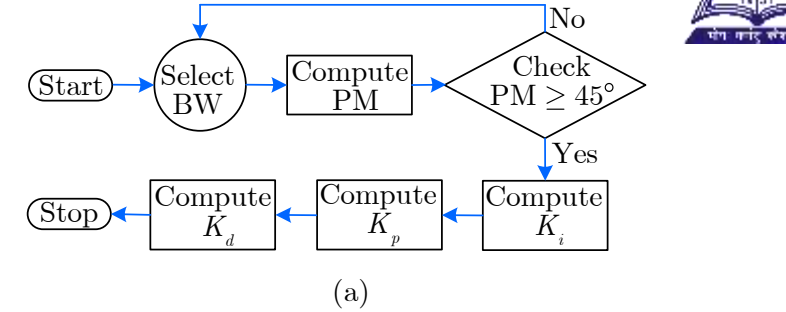 No
Start
Select
BW
Compute
PM
Check
PM ≥ 45°
Yes
Stop
Compute
K_d
Compute
K_p
Compute
K_i
(a)